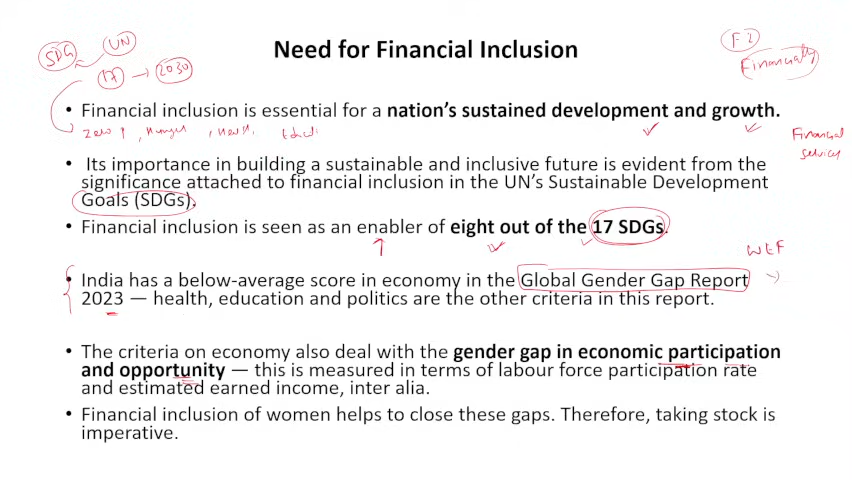 Need for Financial Inclusion
SDG UN
17 → 2030
F2
Financially
• Financial inclusion is essential for a nation's sustained development and growth.
Zero P, Hunger, Health,
Financial
services
• Its importance in building a sustainable and inclusive future is evident from the
significance attached to financial inclusion in the UN's Sustainable Development
Goals (SDGs).
• Financial inclusion is seen as an enabler of eight out of the 17 SDGs.
WEF
• India has a below-average score in economy in the Global Gender Gap Report
2023 — health, education and politics are the other criteria in this report.
• The criteria on economy also deal with the gender gap in economic participation
and opportunity — this is measured in terms of labour force participation rate
and estimated earned income, inter alia.
• Financial inclusion of women helps to close these gaps. Therefore, taking stock is
imperative.